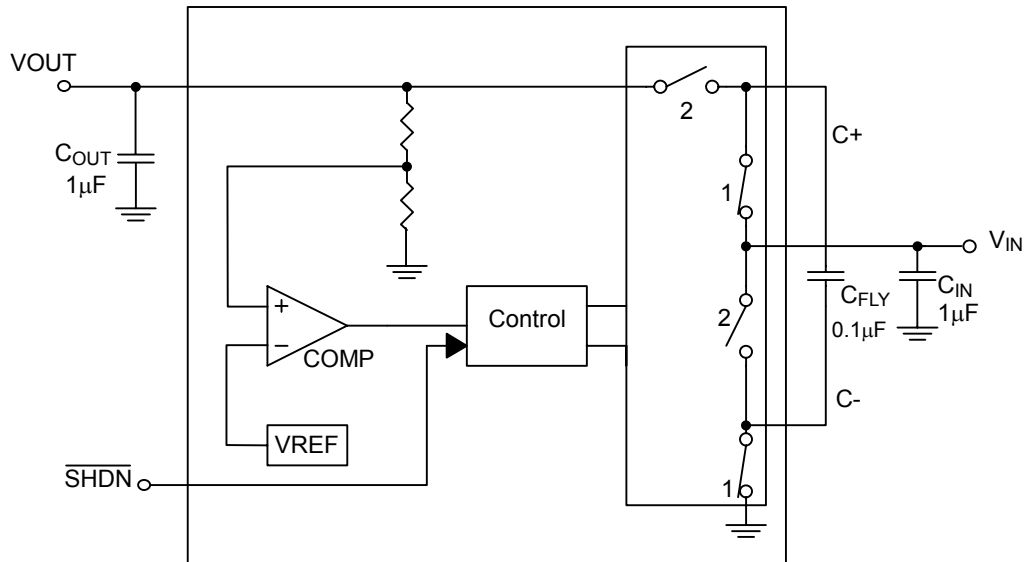 VOUT
2
C+
COUT
1µF
1
VIN
+
Control
2
CFLY
0.1µF
CIN
1µF
−
COMP
C-
VREF
SHDN
1